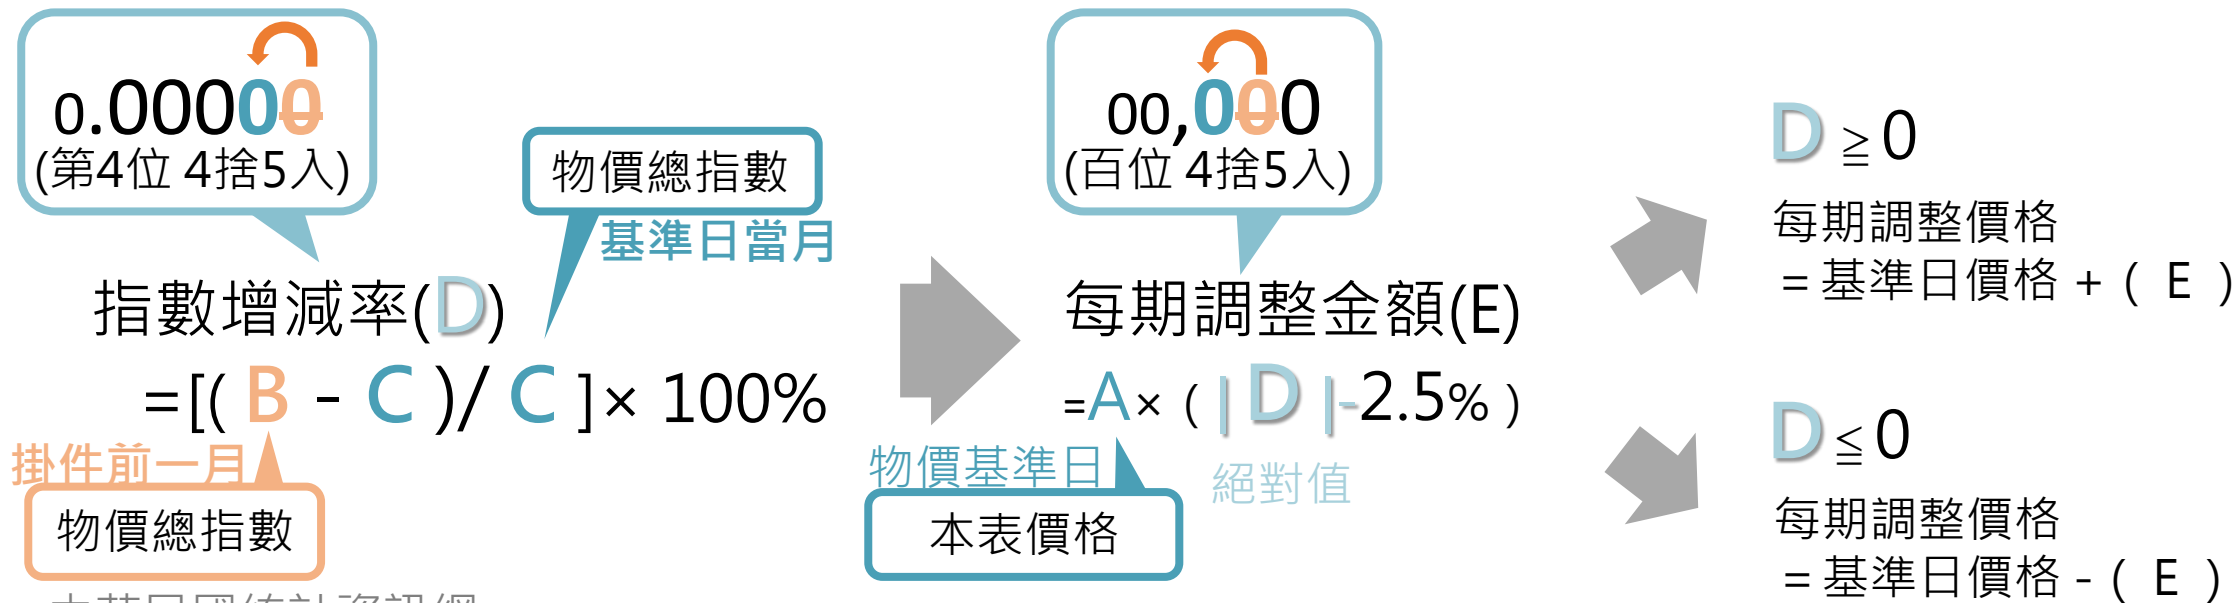 0.00000
(第4位 4捨5入)
物價總指數
基準日當月
指數增減率(D)
=[( B - C )/ C ]× 100%
掛件前一月
物價總指數
00,000
(百位 4捨5入)
每期調整金額(E)
=A× ( | D |-2.5% )
物價基準日
絕對值
本表價格
D ≧ 0
每期調整價格
= 基準日價格 + ( E )
D ≦ 0
每期調整價格
= 基準日價格 - ( E )